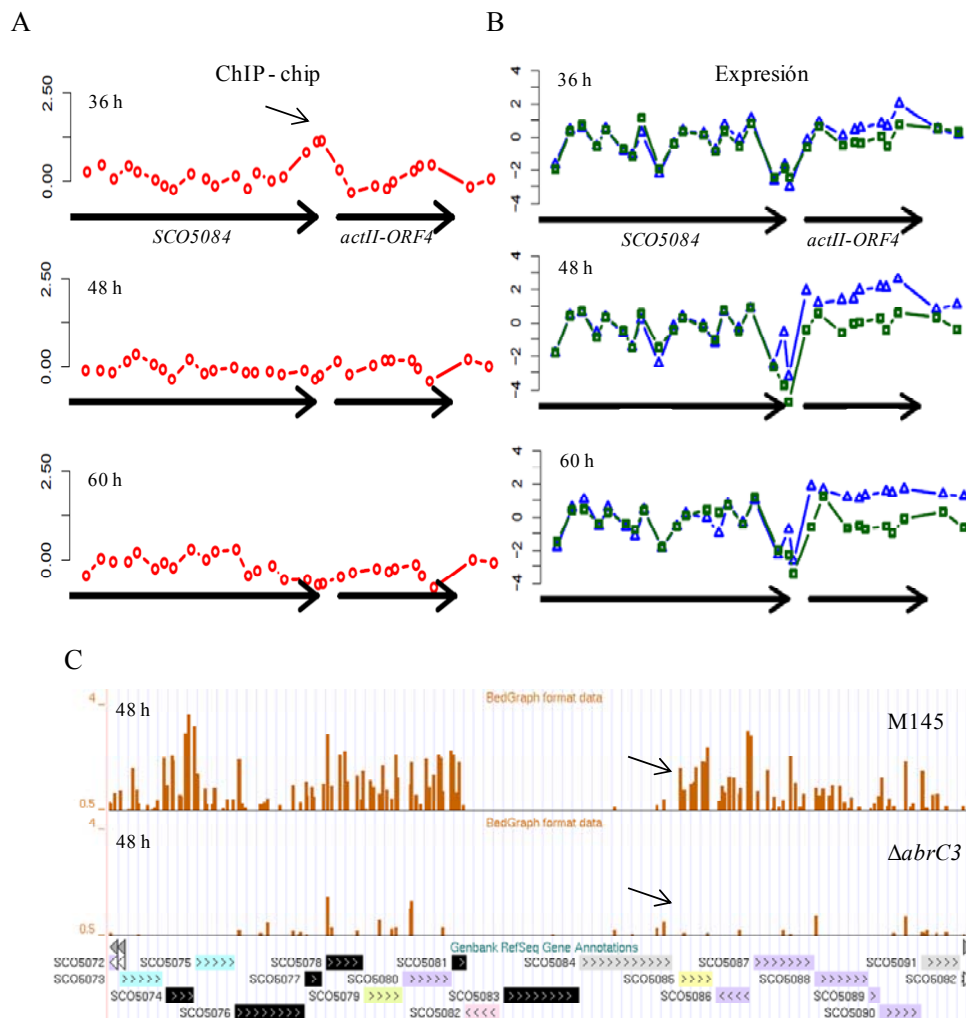 A
B
ChIP - chip
Expresión
36 h
2.50
0.00
SCO5084
actII-ORF4
36 h
4
2
0
−2
−4
SCO5084
actII-ORF4
48 h
2.50
0.00
48 h
4
2
0
−2
−4
60 h
2.50
0.00
60 h
4
2
0
−2
−4
C
4
48 h
BedGraph format data
M145
0.5
4
48 h
BedGraph format data
ΔabrC3
0.5
Genbank RefSeq Gene Annotations
SCO5072 SCO5075 SCO5078 SCO5081 SCO5084 SCO5087 SCO5091
SCO5073 SCO5077 SCO5080 SCO5085 SCO5088 SCO5092
SCO5074 SCO5079 SCO5083 SCO5086 SCO5089
SCO5076 SCO5082 SCO5090